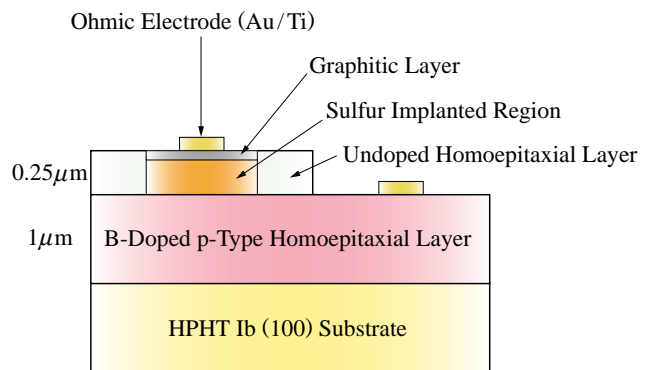 Ohmic Electrode (Au/Ti)
Graphitic Layer
Sulfur Implanted Region
Undoped Homoepitaxial Layer
0.25μm
1μm
B-Doped p-Type Homoepitaxial Layer
HPHT Ib (100) Substrate